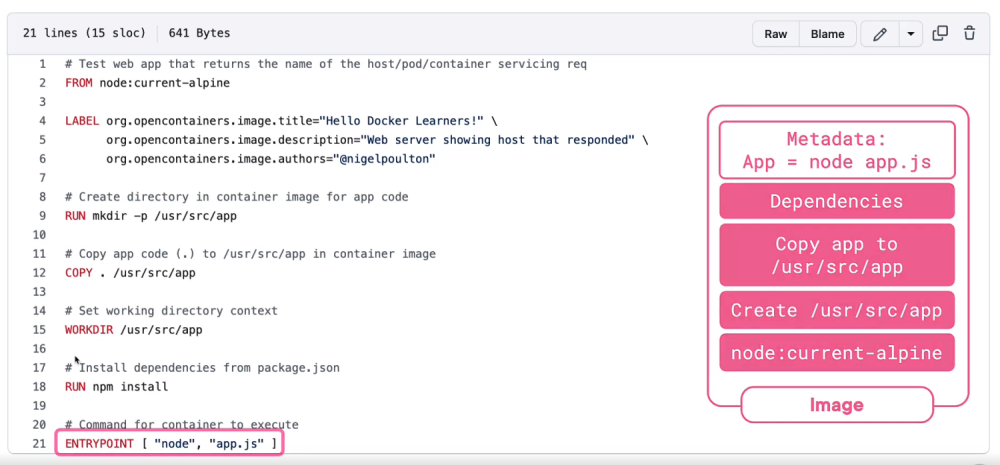 21 lines (15 sloc) 641 Bytes
Raw Blame
1 # Test web app that returns the name of the host/pod/container servicing req
2 FROM node:current-alpine
3
4 LABEL org.opencontainers.image.title="Hello Docker Learners!" \
5 org.opencontainers.image.description="Web server showing host that responded" \
6 org.opencontainers.image.authors="@nigelpoulton"
7
8 # Create directory in container image for app code
9 RUN mkdir -p /usr/src/app
10
11 # Copy app code (.) to /usr/src/app in container image
12 COPY . /usr/src/app
13
14 # Set working directory context
15 WORKDIR /usr/src/app
16
17 # Install dependencies from package.json
18 RUN npm install
19
20 # Command for container to execute
21 ENTRYPOINT [ "node", "app.js" ]
Metadata:
App = node app.js
Dependencies
Copy app to
/usr/src/app
Create /usr/src/app
node:current-alpine
Image